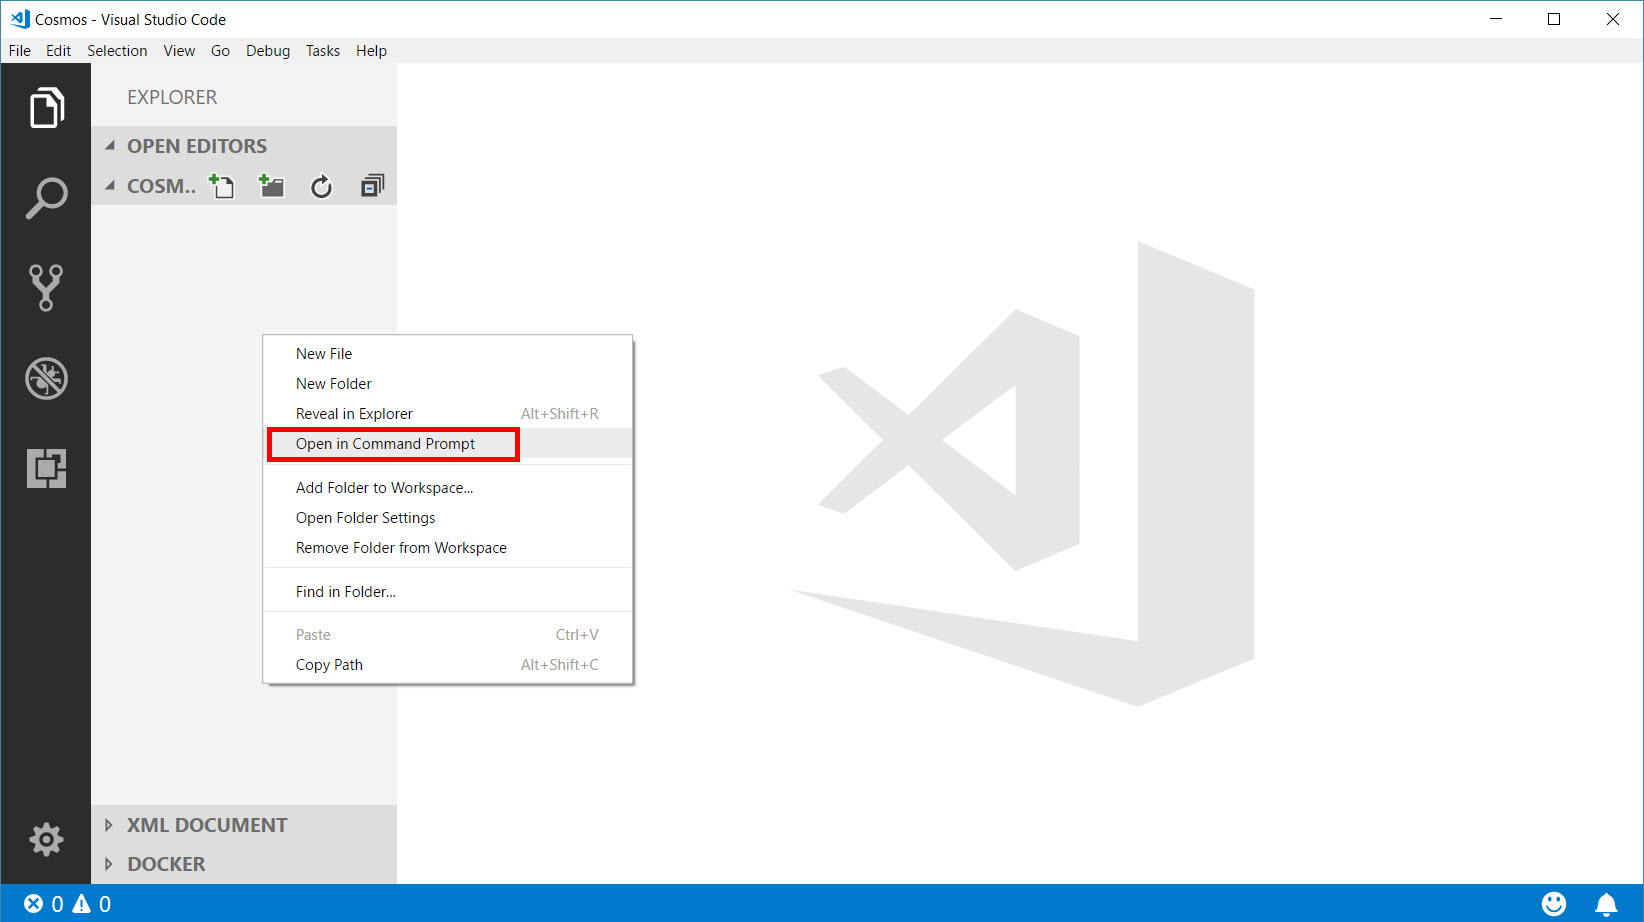 Cosmos - Visual Studio Code
File Edit Selection View Go Debug Tasks Help
EXPLORER
OPEN EDITORS
COSM..
New File
New Folder
Reveal in Explorer Alt+Shift+R
Open in Command Prompt
Add Folder to Workspace...
Open Folder Settings
Remove Folder from Workspace
Find in Folder...
Paste Ctrl+V
Copy Path Alt+Shift+C
XML DOCUMENT
DOCKER
0 0